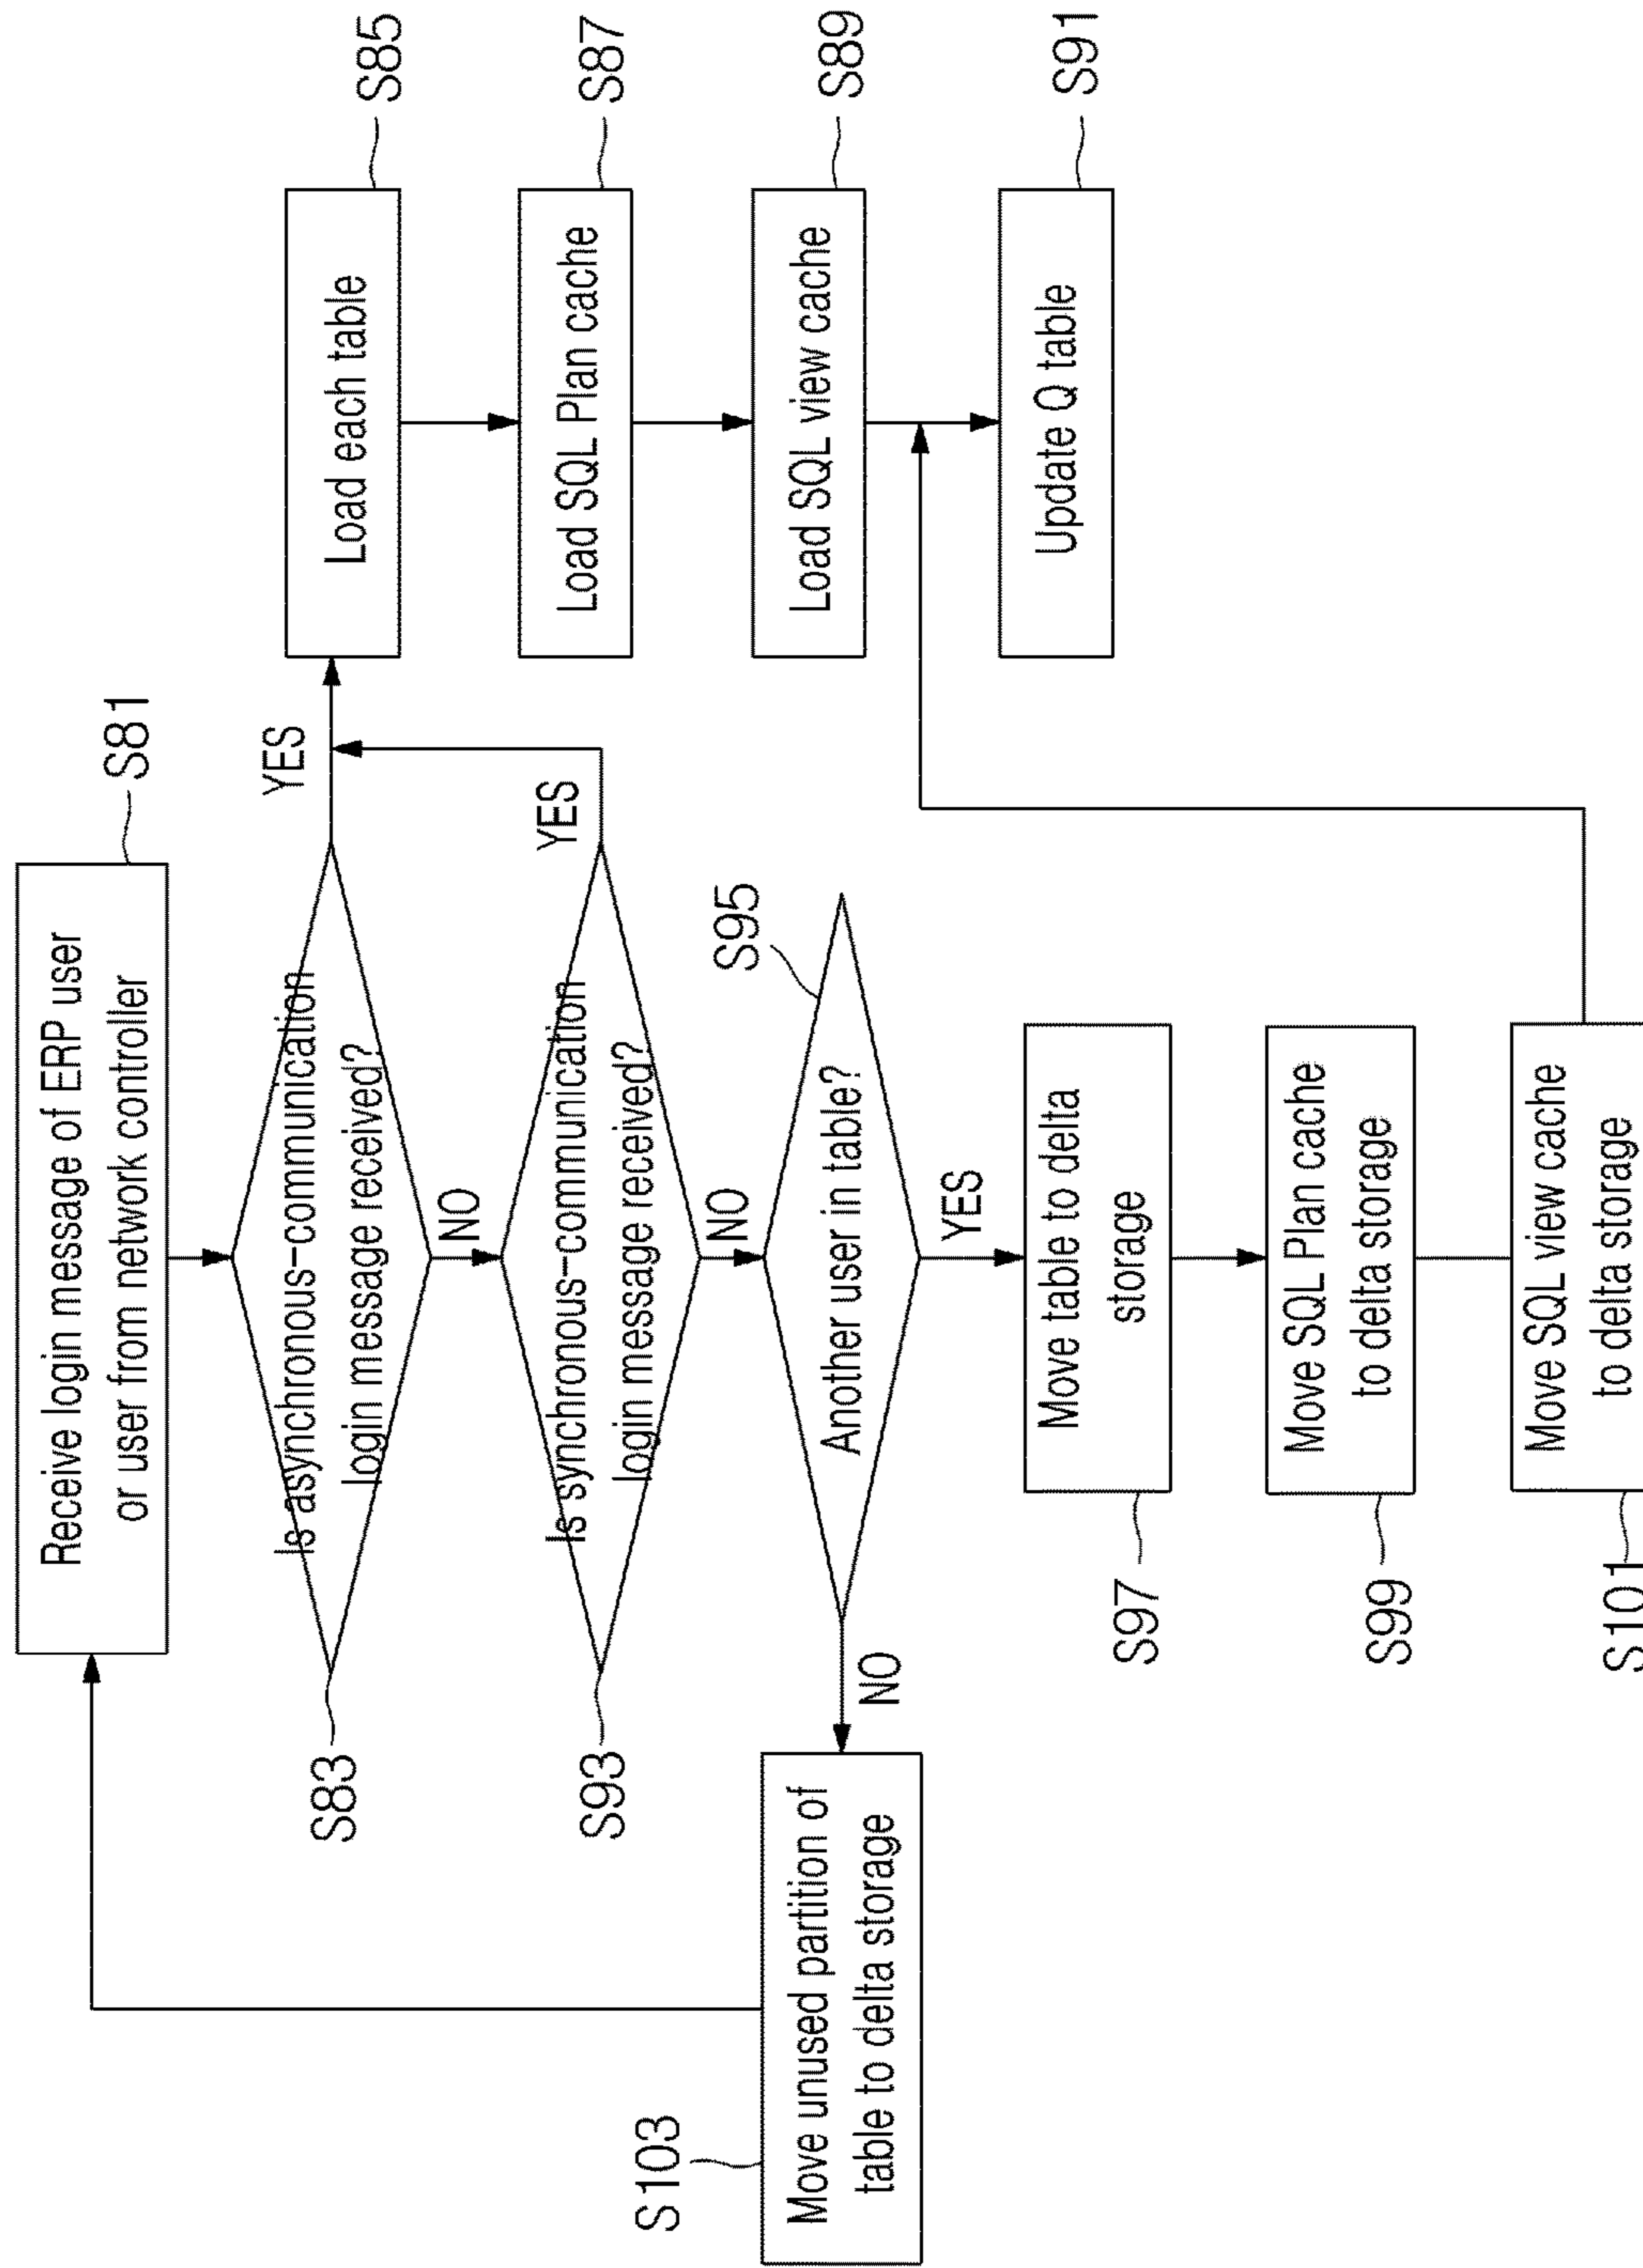 Receive login message of ERP user
or user from network controller
S81
Is asynchronous-communication
login message received?
S83
YES
NO
Load each table
S85
Is synchronous-communication
login message received?
S93
YES
NO
Load SQL Plan cache
S87
Another user in table?
S95
NO
YES
Load SQL view cache
S89
Move unused partition of
table to delta storage
S103
Move table to delta
storage
S97
Update Q table
S91
Move SQL Plan cache
to delta storage
S99
Move SQL view cache
to delta storage
S101